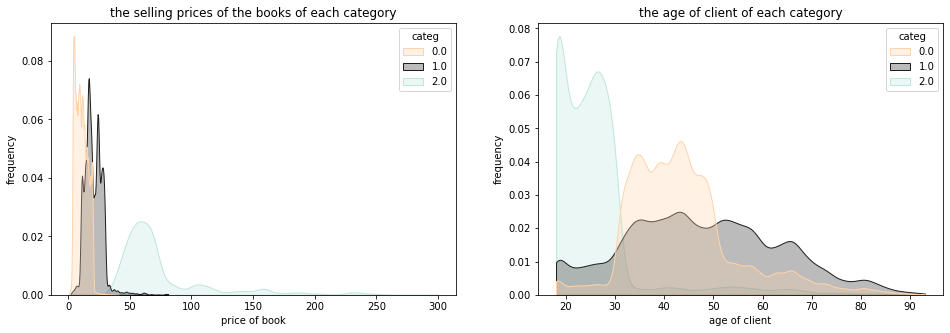 the selling prices of the books of each category
categ
0.0
1.0
2.0
frequency
0.08
0.06
0.04
0.02
0.00
0 50 100 150 200 250 300
price of book
the age of client of each category
categ
0.0
1.0
2.0
frequency
0.08
0.07
0.06
0.05
0.04
0.03
0.02
0.01
0.00
20 30 40 50 60 70 80 90
age of client